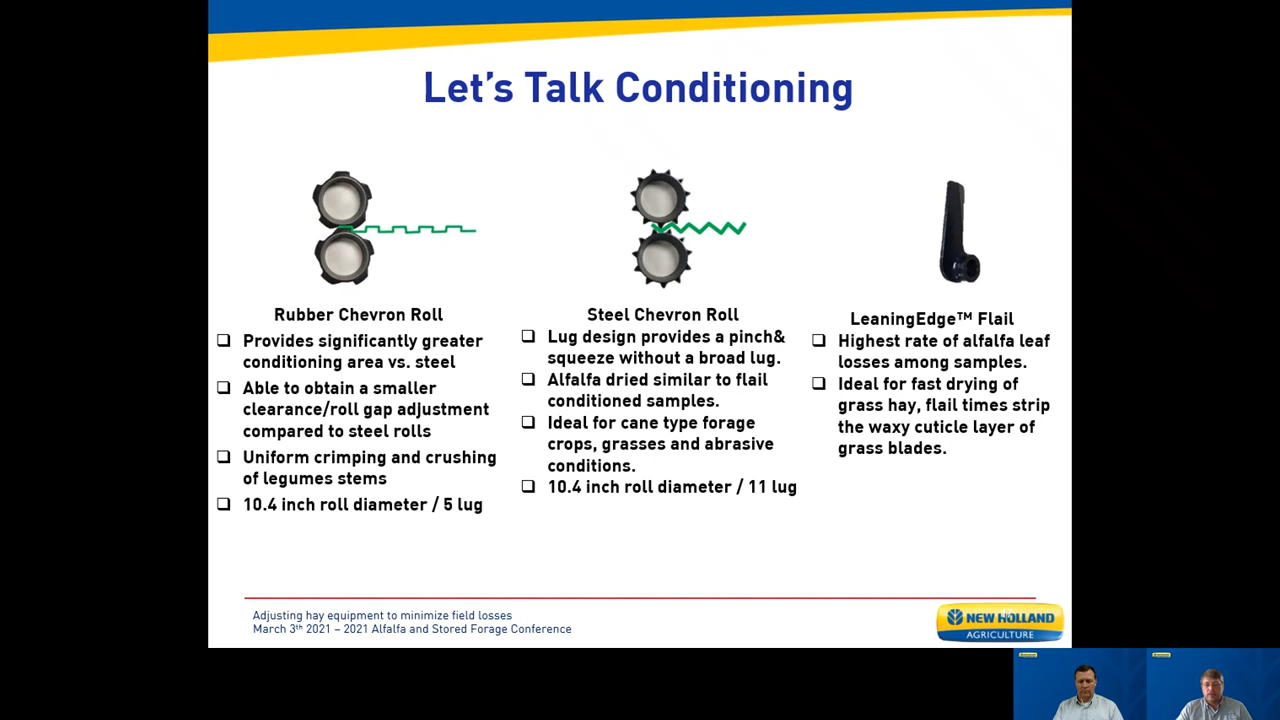 Let's Talk Conditioning
Rubber Chevron Roll
Provides significantly greater
conditioning area vs. steel
Able to obtain a smaller
clearance/roll gap adjustment
compared to steel rolls
Uniform crimping and crushing
of legumes stems
10.4 inch roll diameter / 5 lug
Steel Chevron Roll
Lug design provides a pinch&
squeeze without a broad lug.
Alfalfa dried similar to flail
conditioned samples.
Ideal for cane type forage
crops, grasses and abrasive
conditions.
10.4 inch roll diameter / 11 lug
LeaningEdge™ Flail
Highest rate of alfalfa leaf
losses among samples.
Ideal for fast drying of
grass hay, flail times strip
the waxy cuticle layer of
grass blades.
Adjusting hay equipment to minimize field losses
March 3th 2021 – 2021 Alfalfa and Stored Forage Conference
NEW HOLLAND
AGRICULTURE